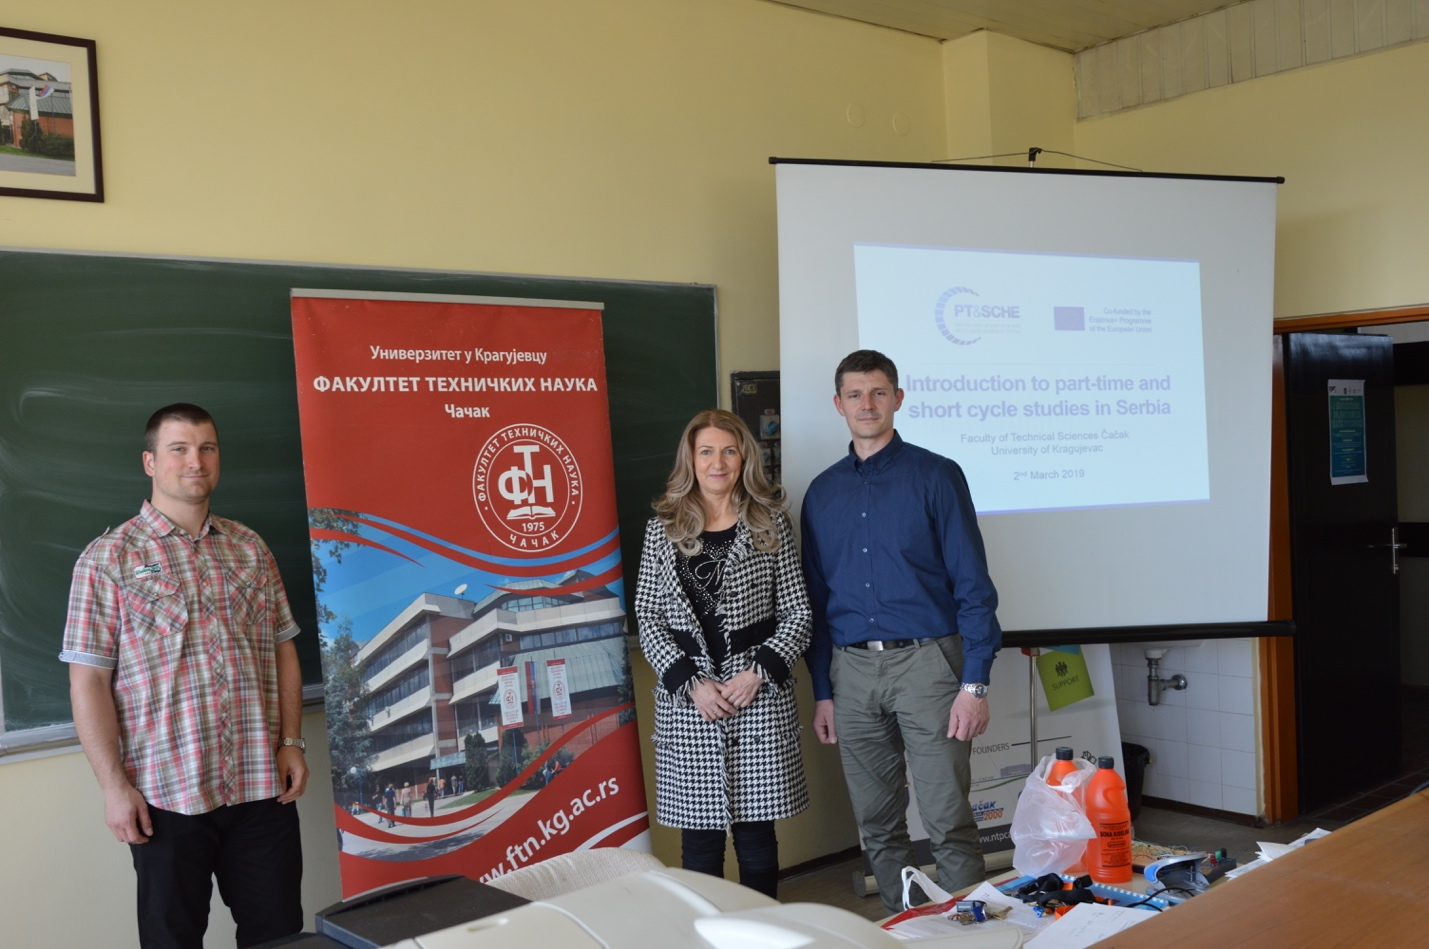 Универзитет у Крагујевцу
ФАКУЛТЕТ ТЕХНИЧКИХ НАУКА
Чачак
ФАКУЛТЕТ ТЕХНИЧКИХ НАУКА
ФТН
1975
ЧАЧАК
www.ftn.kg.ac.rs
PT&SCHE
Co-funded by the
Erasmus+ Programme
of the European Union
Introduction to part-time and
short cycle studies in Serbia
Faculty of Technical Sciences Čačak
University of Kragujevac
2nd March 2019
SUPPORT
FOUNDERS